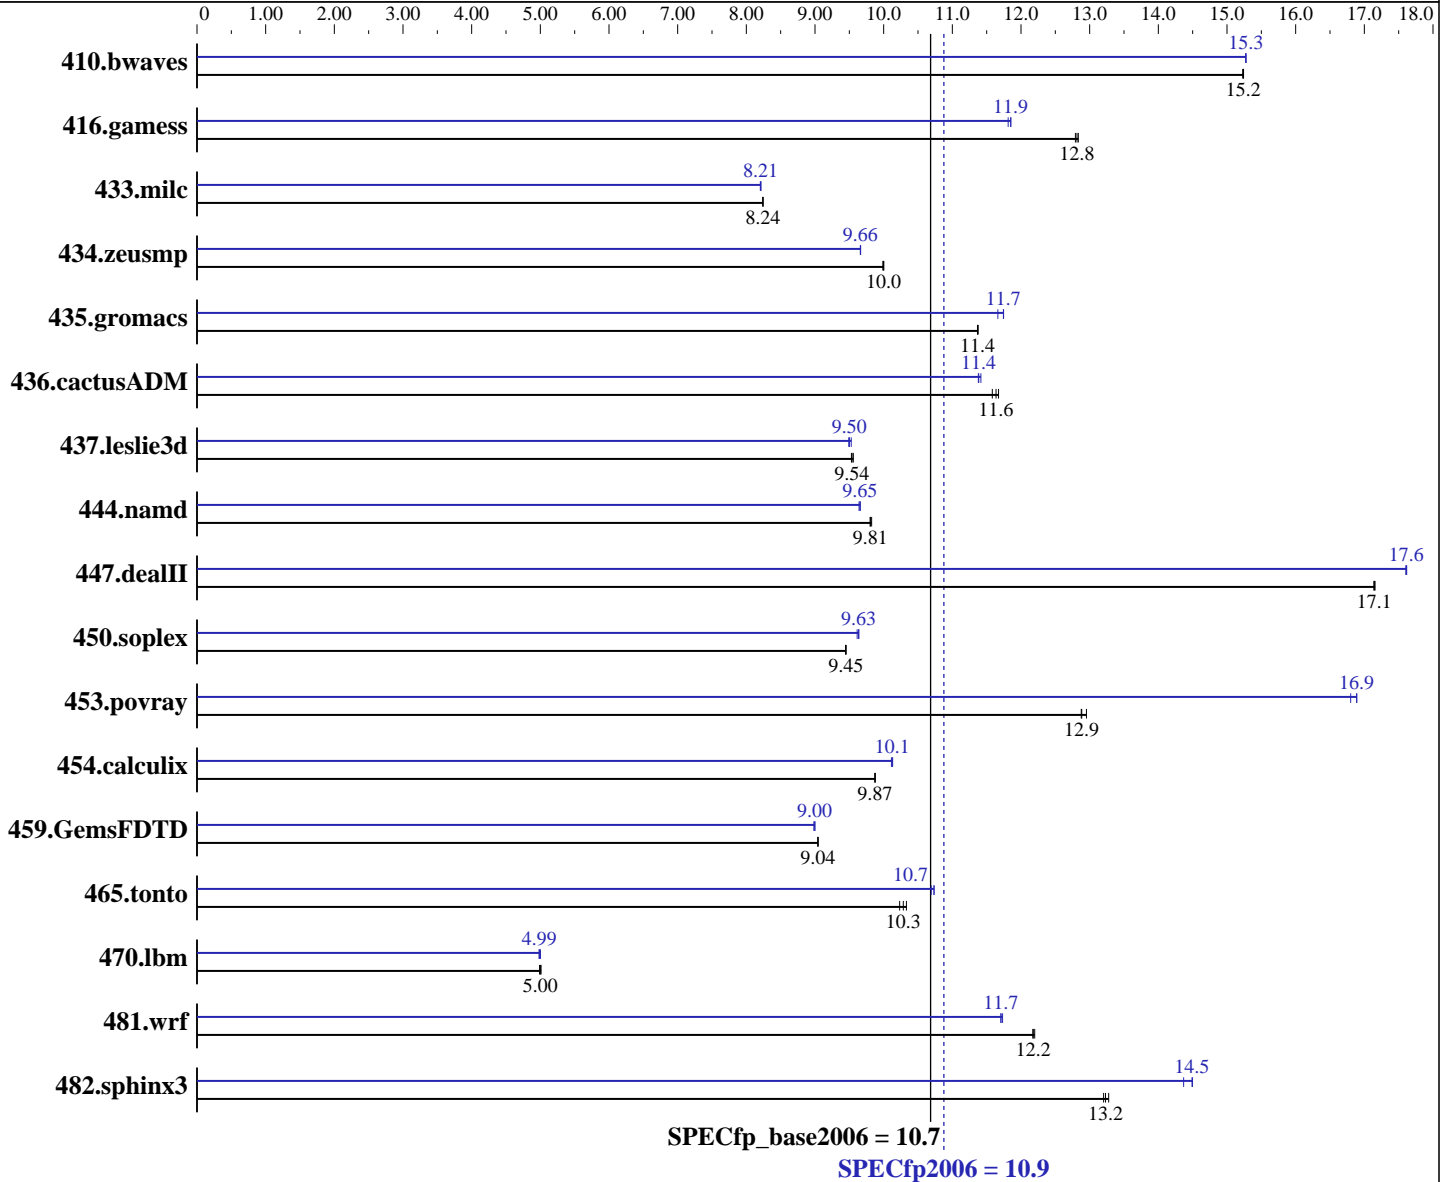 0 1.00 2.00 3.00 4.00 5.00 6.00 7.00 8.00 9.00 10.0 11.0 12.0 13.0 14.0 15.0 16.0 17.0 18.0
15.3
410.bwaves
15.2
11.9
416.gamess
12.8
8.21
433.milc
8.24
9.66
434.zeusmp
10.0
11.7
435.gromacs
11.4
11.4
436.cactusADM
11.6
9.50
437.leslie3d
9.54
9.65
444.namd
9.81
17.6
447.dealII
17.1
9.63
450.soplex
9.45
16.9
453.povray
12.9
10.1
454.calculix
9.87
9.00
459.GemsFDTD
9.04
10.7
465.tonto
10.3
4.99
470.lbm
5.00
11.7
481.wrf
12.2
14.5
482.sphinx3
13.2
SPECfp_base2006 = 10.7
SPECfp2006 = 10.9